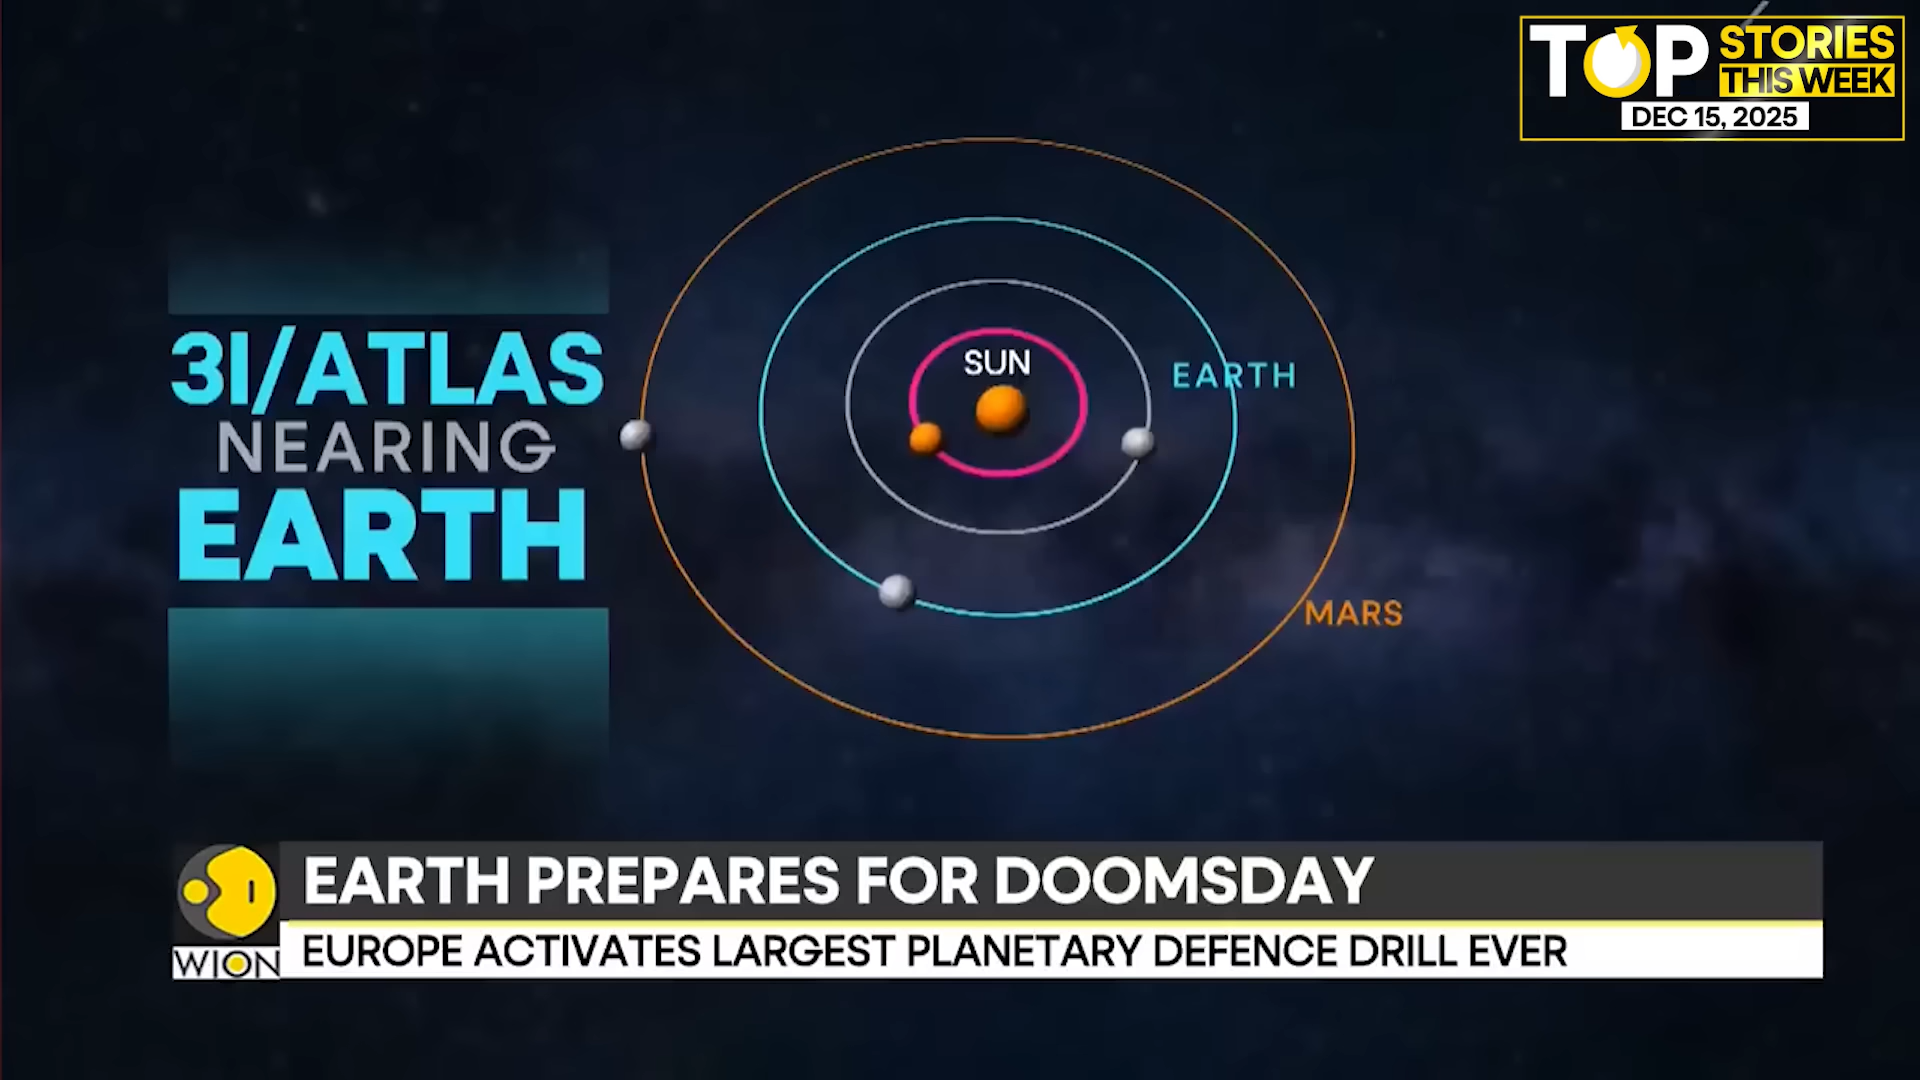 TOP STORIES
THIS WEEK
DEC 15, 2025
3I/ATLAS
NEARING
EARTH
SUN
EARTH
MARS
EARTH PREPARES FOR DOOMSDAY
EUROPE ACTIVATES LARGEST PLANETARY DEFENCE DRILL EVER
WION